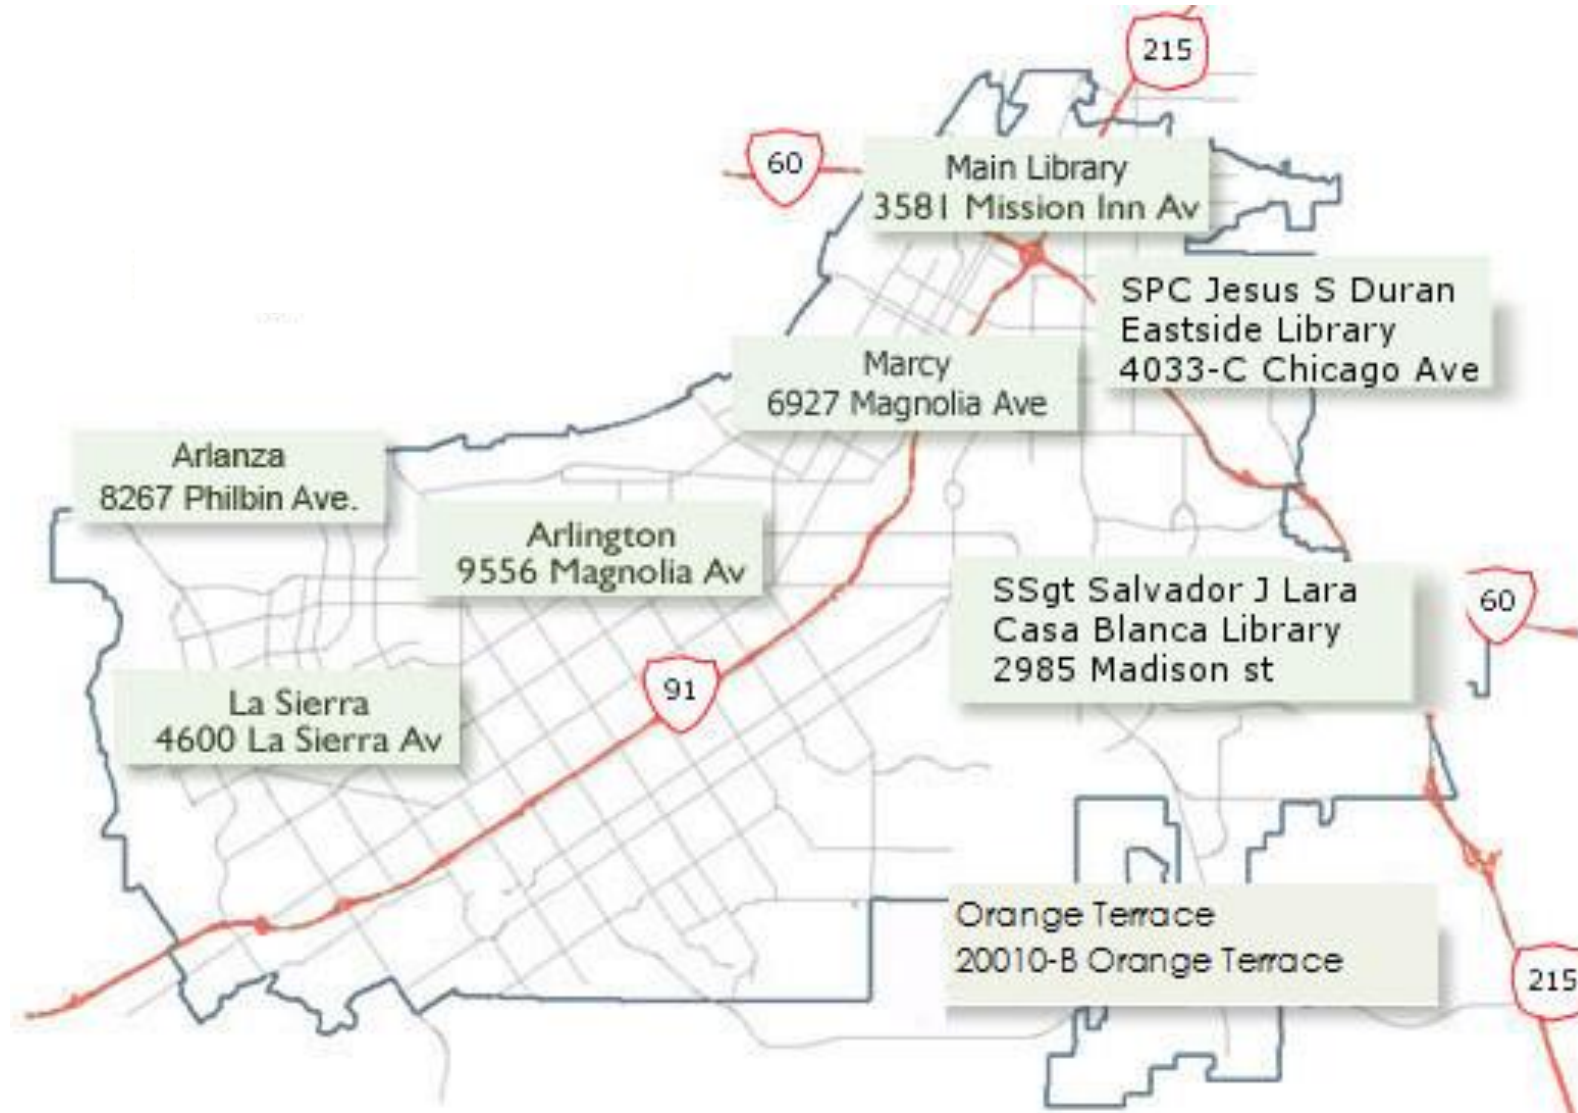 215
60
Main Library
3581 Mission Inn Av
SPC Jesus S Duran
Eastside Library
4033-C Chicago Ave
Marcy
6927 Magnolia Ave
Arlanza
8267 Philbin Ave.
Arlington
9556 Magnolia Av
SSgt Salvador J Lara
Casa Blanca Library
2985 Madison st
60
La Sierra
4600 La Sierra Av
91
Orange Terrace
20010-B Orange Terrace
215